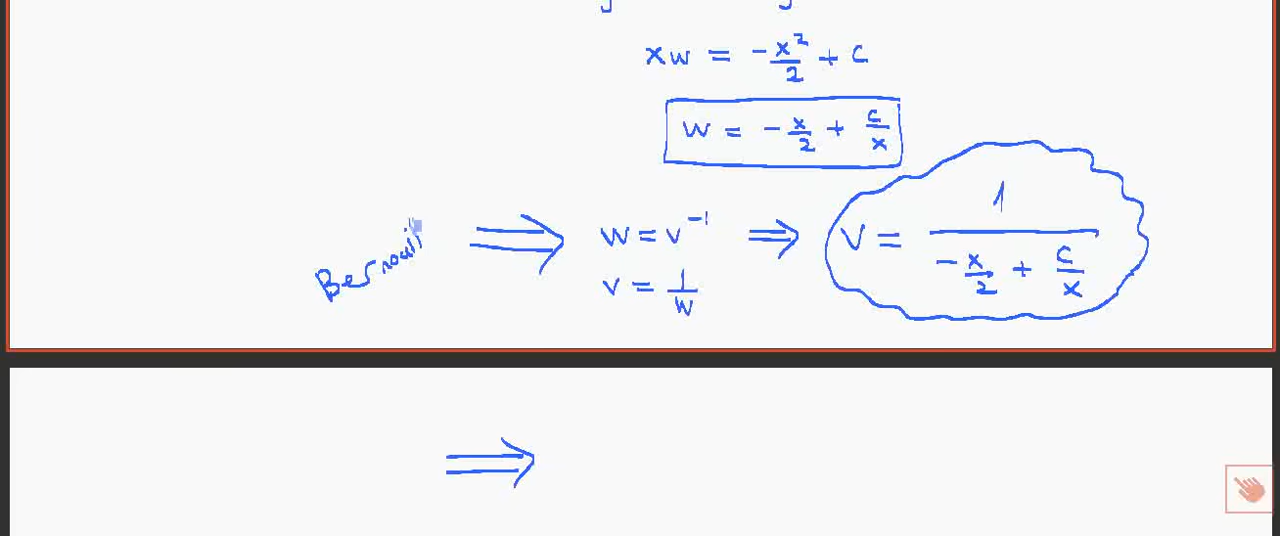 xw = -x²/2 + c
w = -x/2 + c/x
Bernoulli ⇒ w = v⁻¹ ⇒ v = 1/(-x/2 + c/x)
v = 1/w
⇒